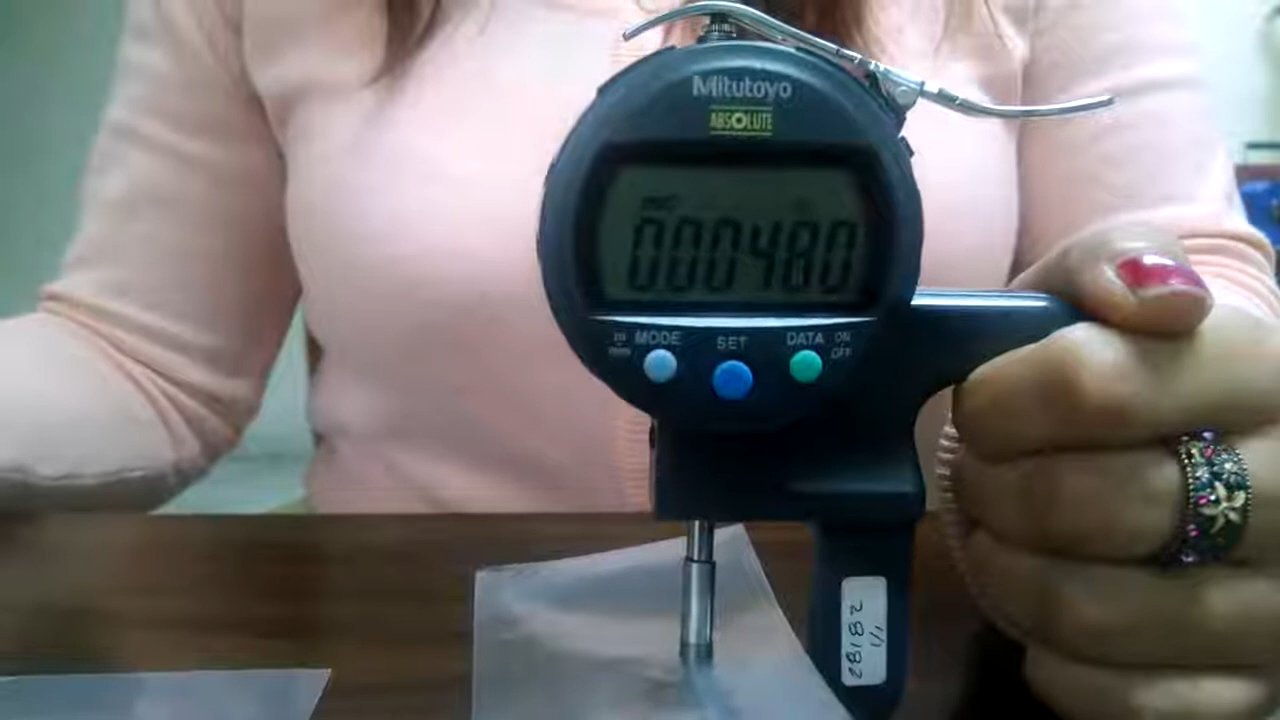 Mitutoyo
ABSOLUTE
000480
MODE
SET
DATA
ON
OFF
28182
1/1